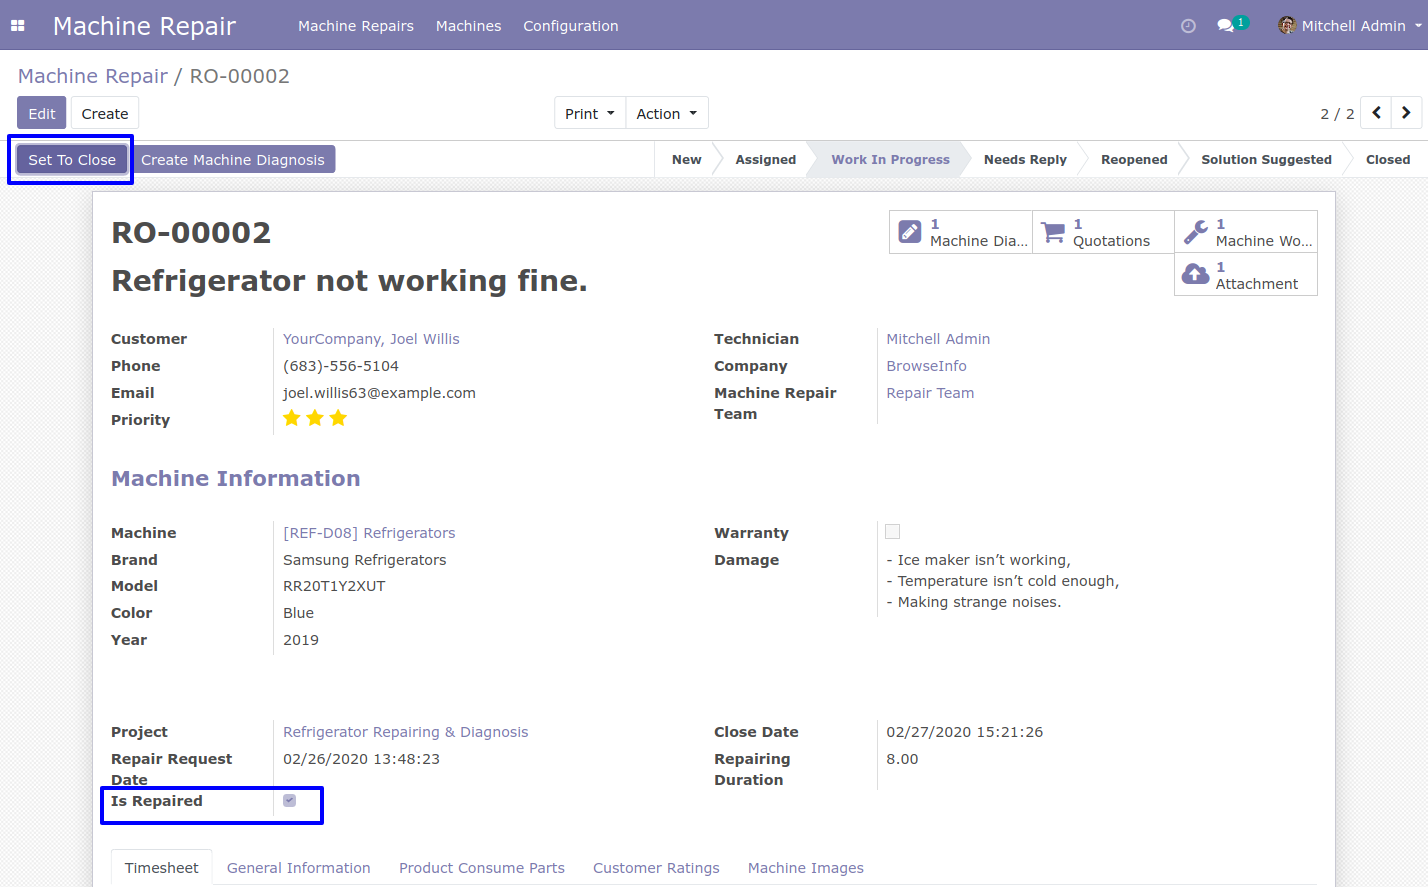 Machine Repair Machine Repairs Machines Configuration 1 Mitchell Admin
Machine Repair / RO-00002
Edit Create Print Action 2 / 2
Set To Close Create Machine Diagnosis New Assigned Work In Progress Needs Reply Reopened Solution Suggested Closed
RO-00002
Refrigerator not working fine.
1
Machine Dia...
1
Quotations
1
Machine Wo...
1
Attachment
Customer YourCompany, Joel Willis
Phone (683)-556-5104
Email joel.willis63@example.com
Priority
Technician Mitchell Admin
Company BrowseInfo
Machine Repair Repair Team
Team
Machine Information
Machine [REF-D08] Refrigerators
Brand Samsung Refrigerators
Model RR20T1Y2XUT
Color Blue
Year 2019
Warranty
Damage - Ice maker isn’t working,
- Temperature isn’t cold enough,
- Making strange noises.
Project Refrigerator Repairing & Diagnosis
Repair Request 02/26/2020 13:48:23
Date
Is Repaired
Close Date 02/27/2020 15:21:26
Repairing 8.00
Duration
Timesheet General Information Product Consume Parts Customer Ratings Machine Images